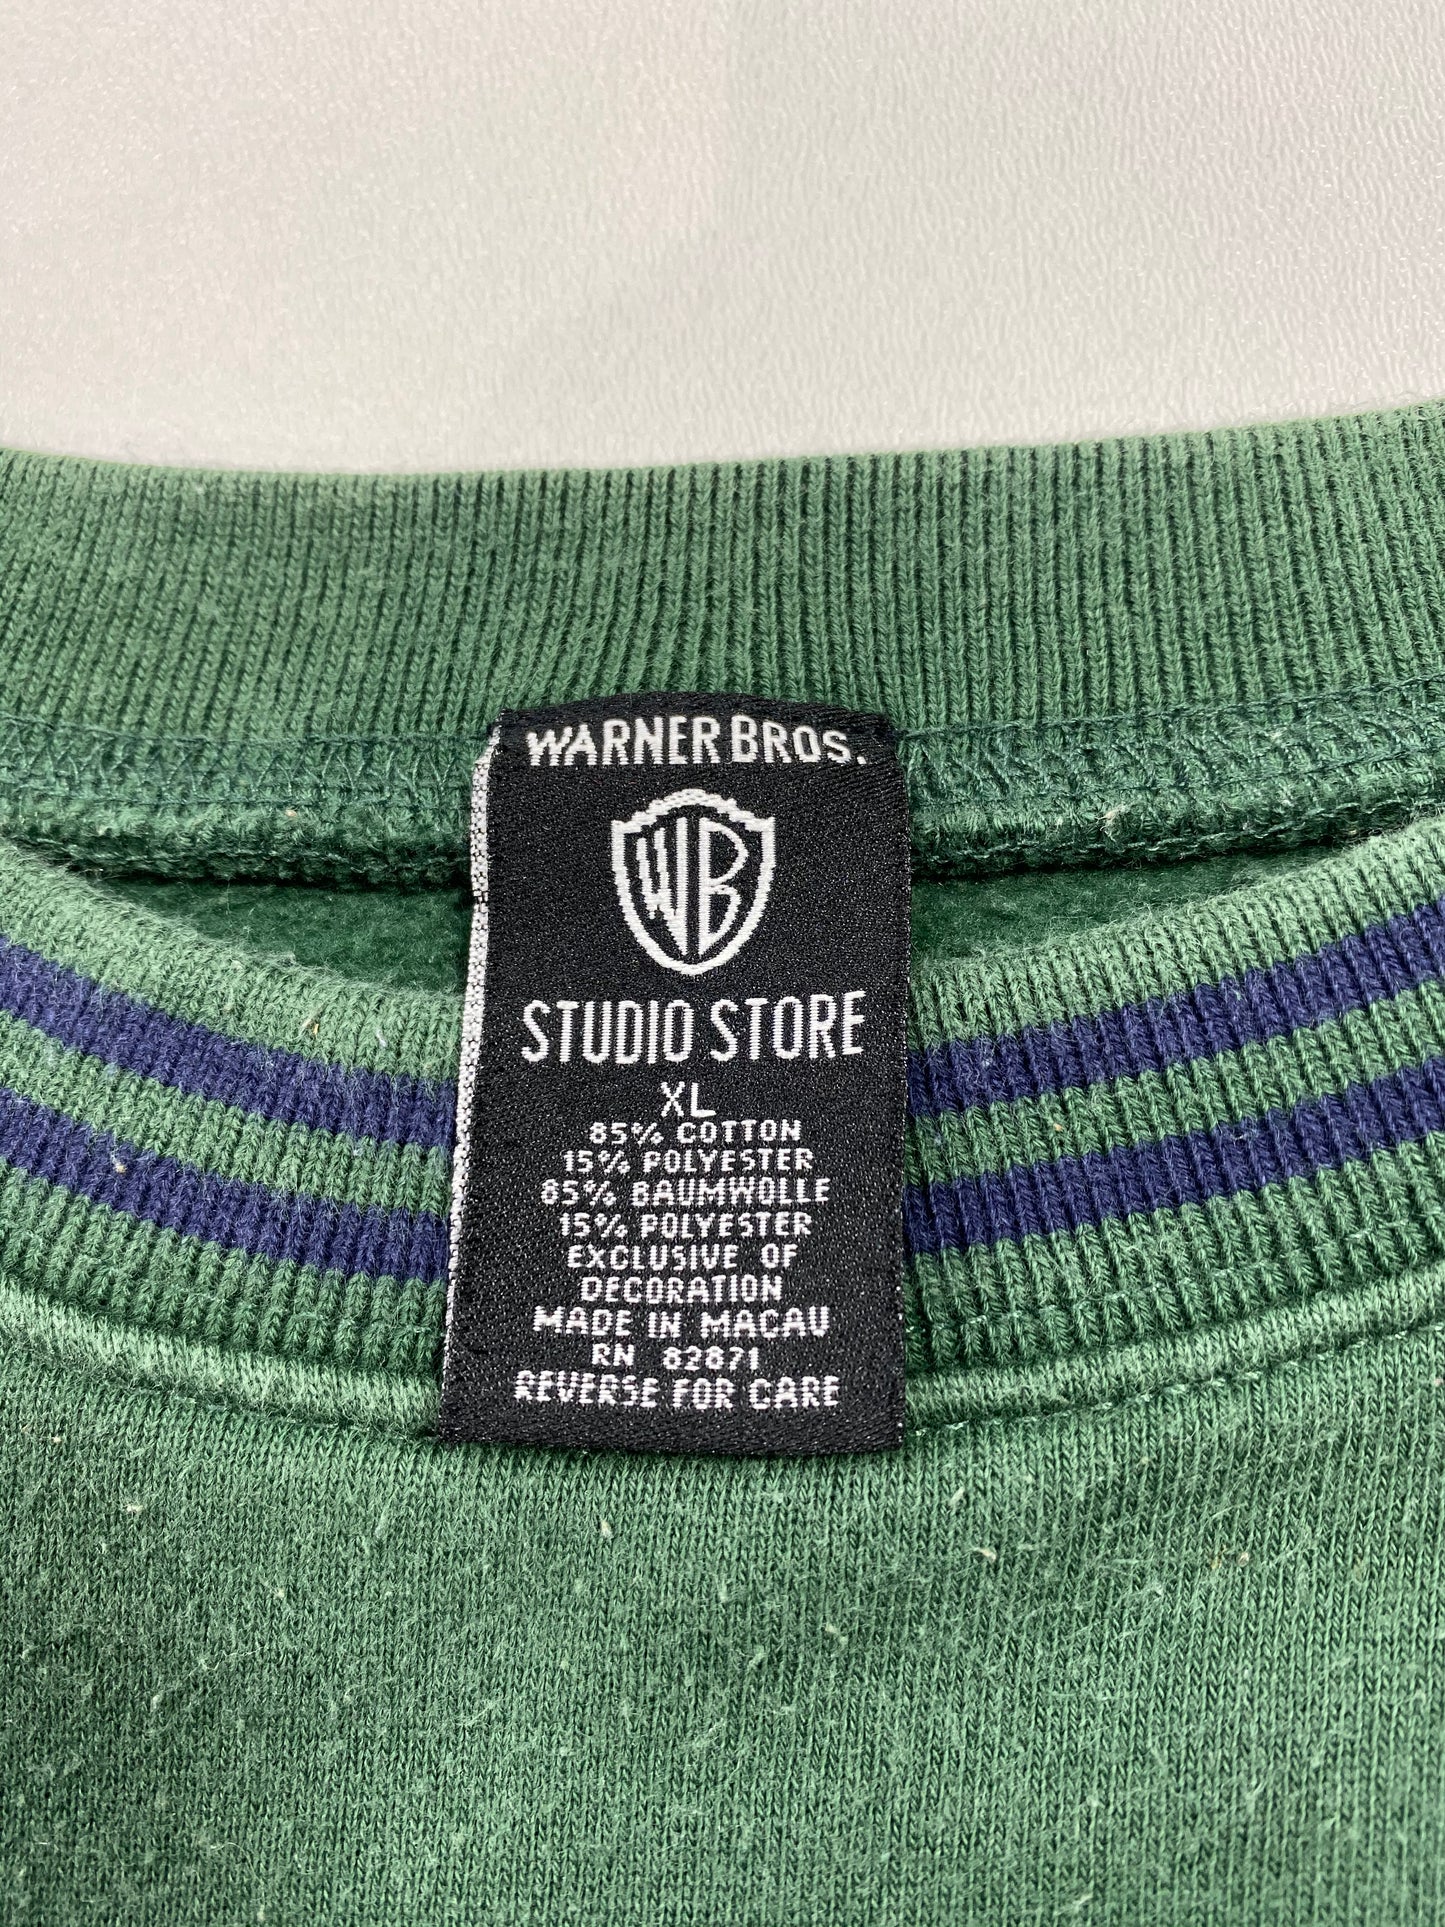 WARNER BROS.
WB
STUDIO STORE
XL
85% COTTON
15% POLYESTER
85% BAUMWOLLE
15% POLYESTER
EXCLUSIVE OF
DECORATION
MADE IN MACAU
RN 82871
REVERSE FOR CARE